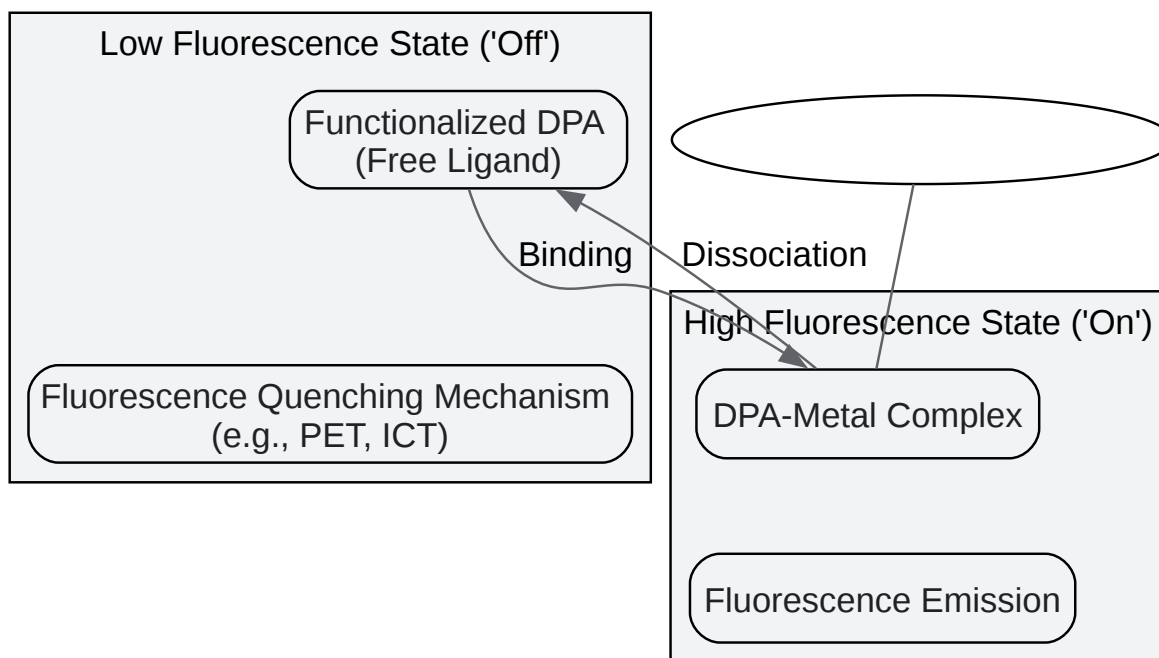 Low Fluorescence State ('Off')
Functionalized DPA
(Free Ligand)
Binding
Dissociation
High Fluorescence State ('On')
Fluorescence Quenching Mechanism
(e.g., PET, ICT)
DPA-Metal Complex
Fluorescence Emission